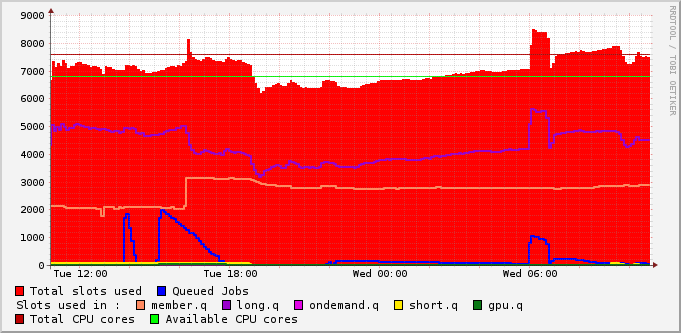 9000
8000
7000
6000
5000
4000
3000
2000
1000
0
Tue 12:00 Tue 18:00 Wed 00:00 Wed 06:00
Total slots used Queued Jobs
Slots used in : member.q long.q ondemand.q short.q gpu.q
Total CPU cores Available CPU cores
RRDTOOL / TOBI OETIKER